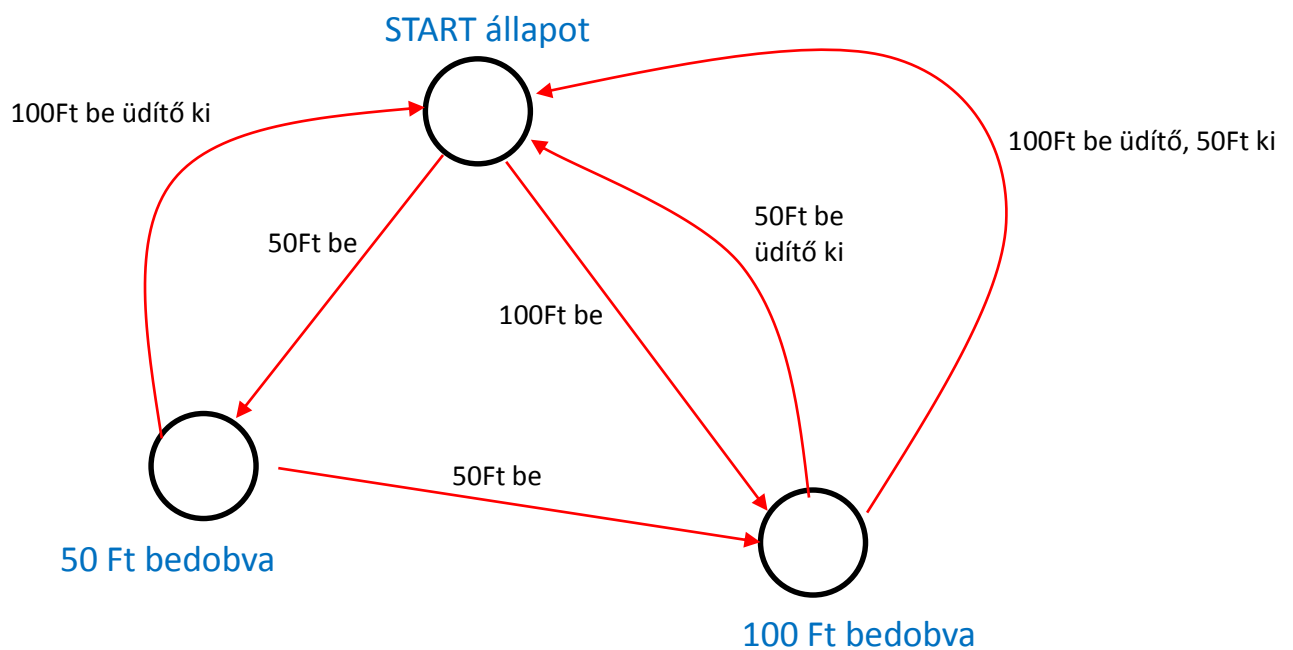 START állapot
100Ft be üdítő ki
100Ft be üdítő, 50Ft ki
50Ft be
50Ft be
üdítő ki
100Ft be
50Ft be
50 Ft bedobva
100 Ft bedobva